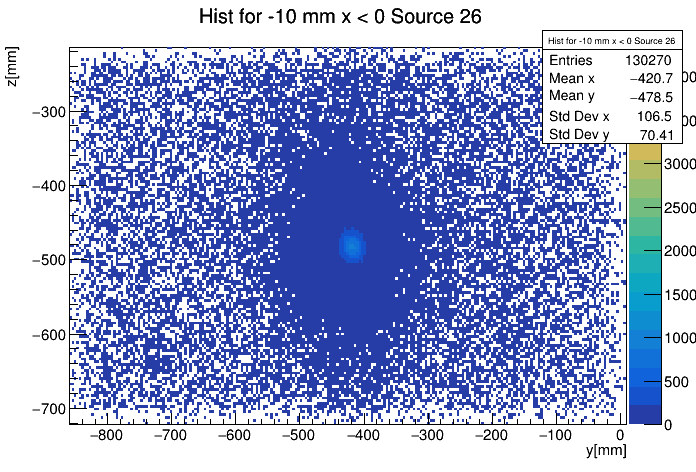 Hist for -10 mm x < 0 Source 26
Hist for -10 mm x < 0 Source 26
Entries 130270
Mean x −420.7
Mean y −478.5
Std Dev x 106.5
Std Dev y 70.41
z[mm]
−300
−400
−500
−600
−700
−800 −700 −600 −500 −400 −300 −200 −100 0
y[mm]
3000
2500
2000
1500
1000
500
0